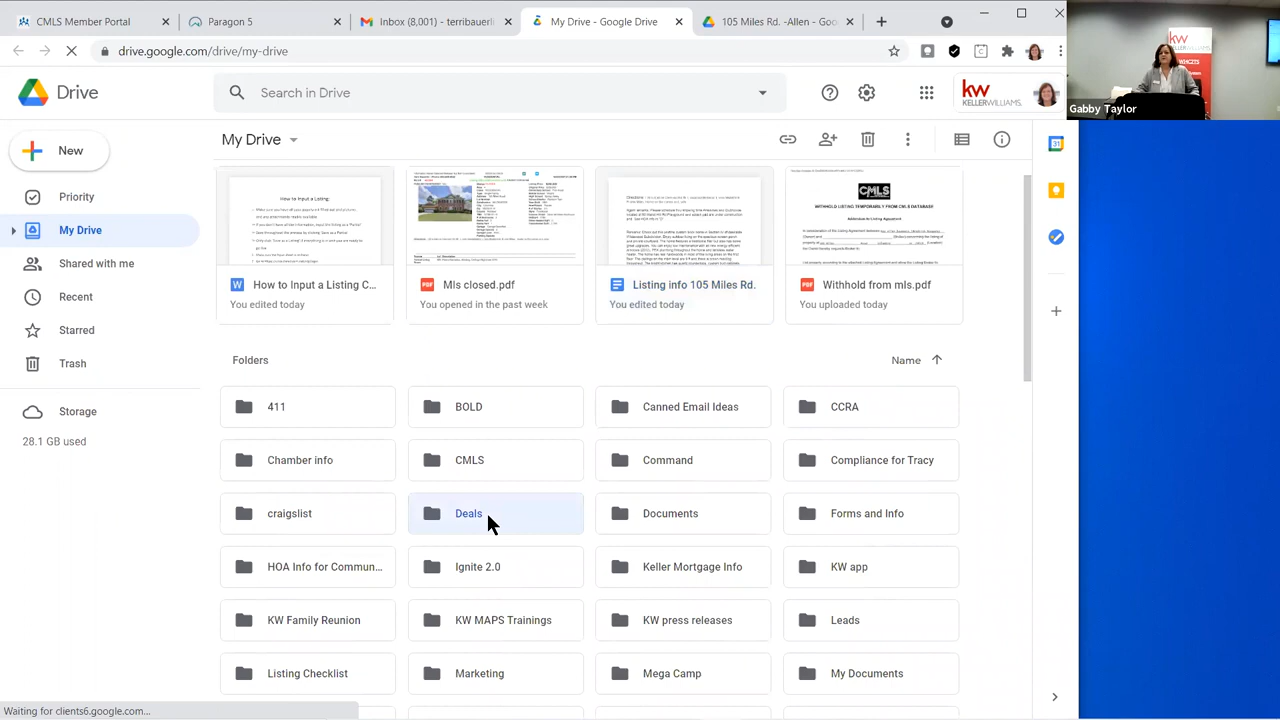 CMLS Member Portal
Paragon 5
Inbox (8,001) - terribauerl
My Drive - Google Drive
105 Miles Rd. -Allen - Goo
drive.google.com/drive/my-drive
Drive
Search in Drive
kw
KELLERWILLIAMS.
Gabby Taylor
New
My Drive
Priority
My Drive
Shared with me
Recent
Starred
Trash
Storage
28.1 GB used
How to Input a Listing:
CMLS
WITHHOLD LISTING TEMPORARILY FROM CMLS DATABASE
Addendum to Listing Agreement
How to Input a Listing C...
Mls closed.pdf
Listing info 105 Miles Rd.
Withhold from mls.pdf
You edited today
You opened in the past week
You edited today
You uploaded today
Folders
Name
411
BOLD
Canned Email Ideas
CCRA
Chamber info
CMLS
Command
Compliance for Tracy
craigslist
Deals
Documents
Forms and Info
HOA Info for Commun...
Ignite 2.0
Keller Mortgage Info
KW app
KW Family Reunion
KW MAPS Trainings
KW press releases
Leads
Listing Checklist
Marketing
Mega Camp
My Documents
Waiting for clients6.google.com...